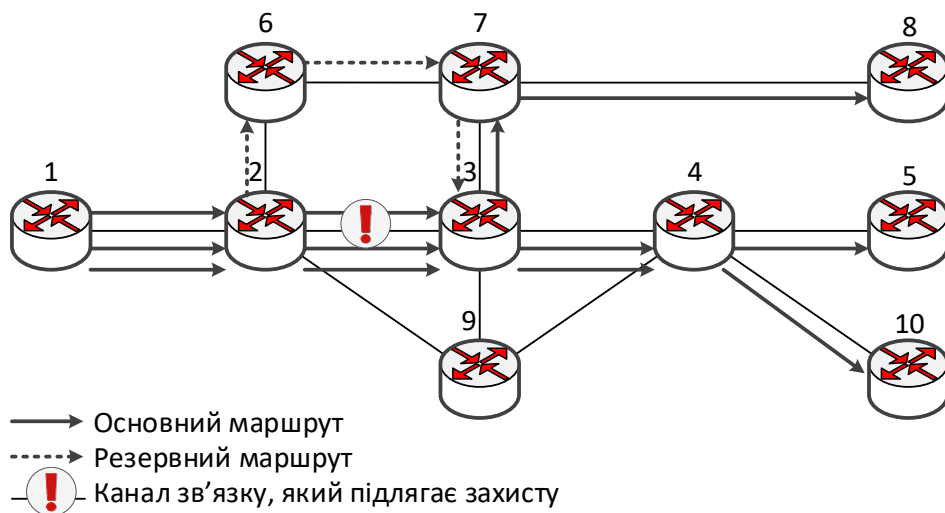 6 7 8
1 2 3 4 5
9 10
Основний маршрут
Резервний маршрут
Канал зв’язку, який підлягає захисту